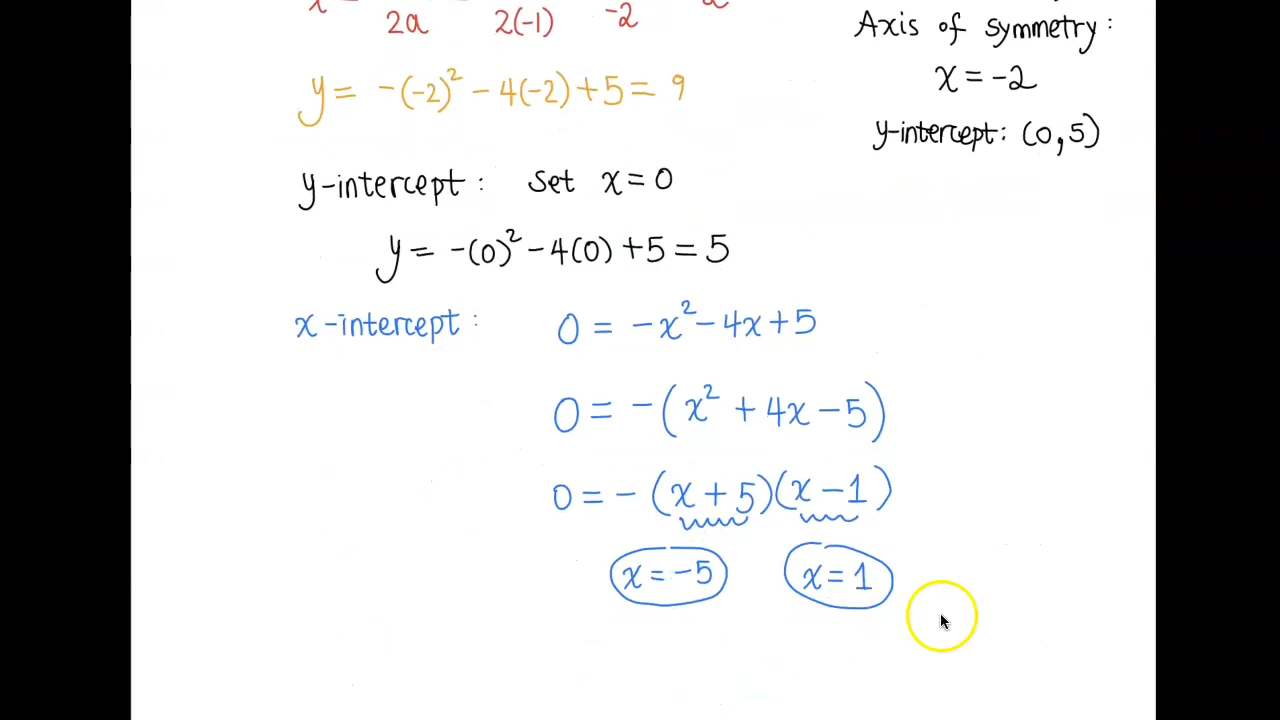 2a 2(-1) -2
y = -(-2)² - 4(-2) + 5 = 9
y-intercept: Set x = 0
y = -(0)² - 4(0) + 5 = 5
x-intercept: 0 = -x² - 4x + 5
0 = -(x² + 4x - 5)
0 = -(x + 5)(x - 1)
x = -5 x = 1
Axis of symmetry:
x = -2
y-intercept: (0, 5)